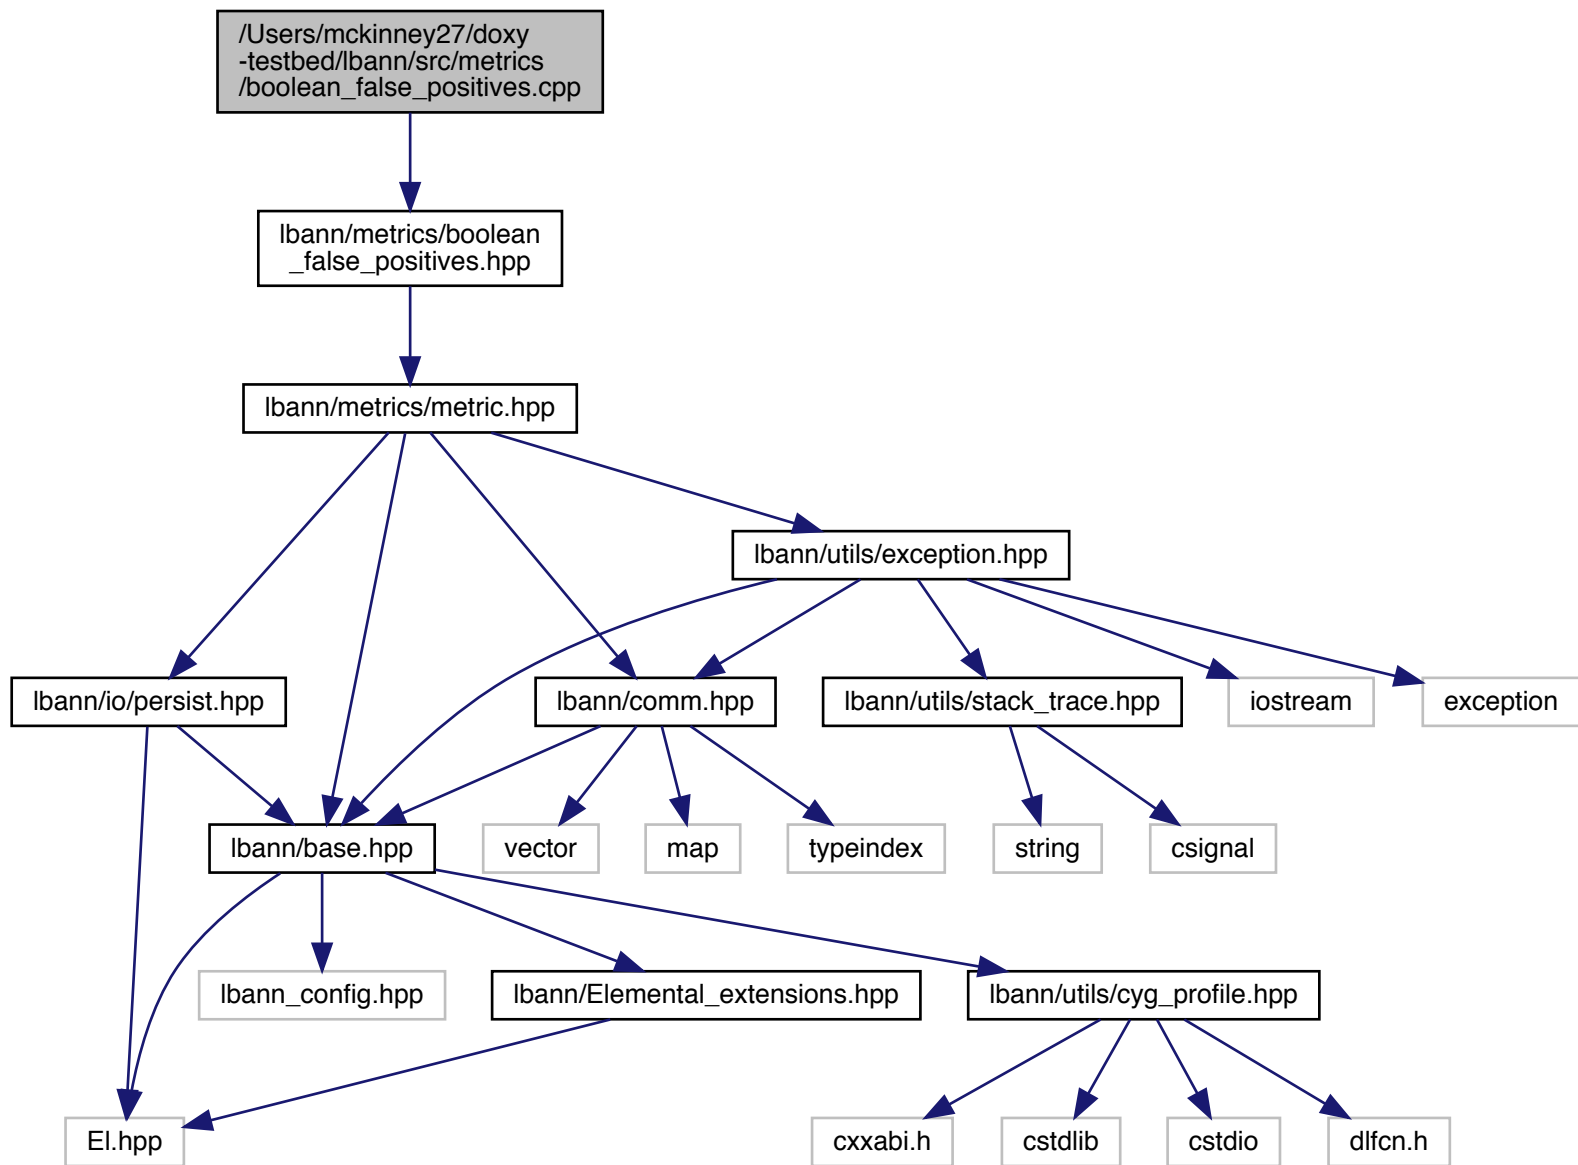 /Users/mckinney27/doxy
-testbed/lbann/src/metrics
/boolean_false_positives.cpp
lbann/metrics/boolean
_false_positives.hpp
lbann/metrics/metric.hpp
lbann/utils/exception.hpp
lbann/io/persist.hpp
lbann/comm.hpp
lbann/utils/stack_trace.hpp
iostream
exception
lbann/base.hpp
vector
map
typeindex
string
csignal
lbann_config.hpp
lbann/Elemental_extensions.hpp
lbann/utils/cyg_profile.hpp
El.hpp
cxxabi.h
cstdlib
cstdio
dlfcn.h